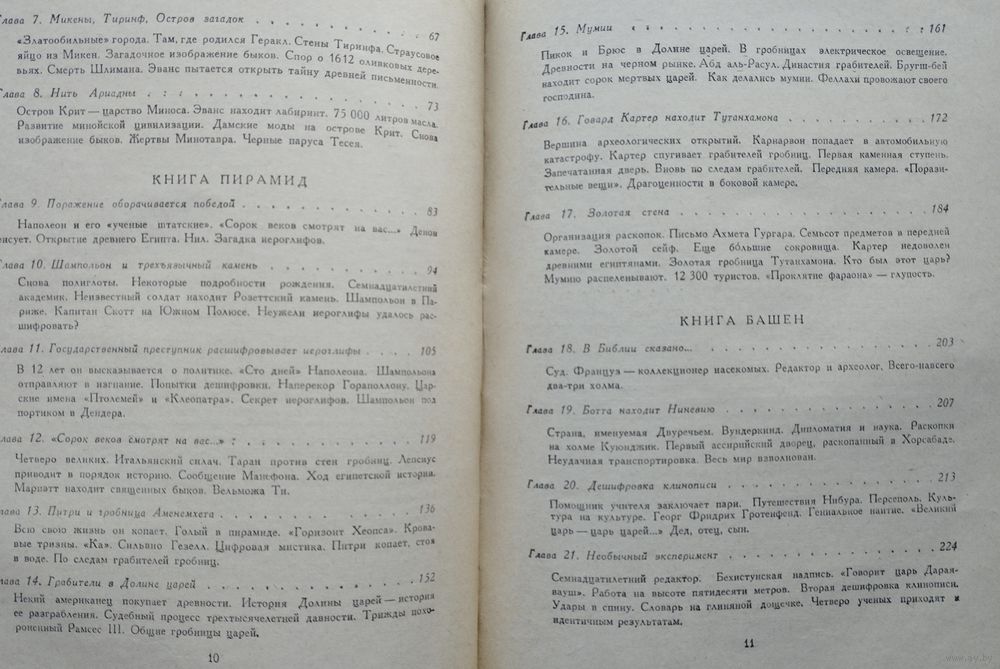 Глава 7. Микены, Тиринф, Остров загадок . . . . . . . . . 67
«Златообильные» города. Там, где родился Геракл. Стены Тиринфа. Страусовое
яйцо из Микен. Загадочное изображение быков. Спор о 1612 оливковых дере-
вьях. Смерть Шлимана. Эванс пытается открыть тайну древней письменности.
Глава 8. Нить Ариадны . . . . . . . . . 73
Остров Крит — царство Миноса. Эванс находит лабиринт. 75 000 литров масла.
Развитие минойской цивилизации. Дамские моды на острове Крит. Снова
изображение быков. Жертвы Минотавра. Черные паруса Тесея.
КНИГА ПИРАМИД
Глава 9. Поражение оборачивается победой . . . . . . . . . 83
Наполеон и его «ученые штатские». «Сорок веков смотрят на вас...» Денон
рисует. Открытие древнего Египта. Нил. Загадка иероглифов.
Глава 10. Шампольон и трехъязычный камень . . . . . . . . . 94
Снова полиглоты. Некоторые подробности рождения. Семнадцатилетний
академик. Неизвестный солдат находит Розеттский камень. Шампольон в Па-
риже. Капитан Скотт на Южном Полюсе. Неужели иероглифы удалось рас-
шифровать?
Глава 11. Государственный преступник расшифровывает иероглифы . . . . 105
В 12 лет он высказывается о политике. «Сто дней» Наполеона. Шампольона
отправляют в изгнание. Попытки дешифровки. Наперекор Гораполлону. Цар-
ские имена «Птолемей» и «Клеопатра». Секрет иероглифов. Шампольон под
портиком в Дендера.
Глава 12. «Сорок веков смотрят на вас...» . . . . . . . . . 119
Четверо великих. Итальянский силач. Таран против стен гробниц. Лепсиус
приводит в порядок историю. Сообщение Манефона. Ход египетской истории.
Мариэтт находит священных быков. Вельможа Ти.
Глава 13. Питри и гробница Аменемхета . . . . . . . . . 136
Всю свою жизнь он копает. Голый в пирамиде. «Горизонт Хеопса». Крова-
вые тризны. «Ка». Сильвио Гезелл. Цифровая мистика. Питри копает, стоя
в воде. По следам грабителей гробниц.
Глава 14. Грабители в Долине царей . . . . . . . . . 152
Некий американец покупает древности. История Долины царей — история
ее разграбления. Судебный процесс трехтысячелетней давности. Трижды похо-
роненный Рамсес III. Общие гробницы царей.
10
Глава 15. Мумии . . . . . . . . . 161
Пикок и Брюс в Долине царей. В гробницах электрическое освещение.
Древности на черном рынке. Абд аль-Расул. Династия грабителей. Бругш-бей
находит сорок мертвых царей. Как делались мумии. Феллахи провожают своего
господина.
Глава 16. Говард Картер находит Тутанхамона . . . . . . . . . 172
Вершина археологических открытий. Карнарвон попадает в автомобильную
катастрофу. Картер спугивает грабителей гробниц. Первая каменная ступень.
Запечатанная дверь. Вновь по следам грабителей. Передняя камера. «Порази-
тельные вещи». Драгоценности в боковой камере.
Глава 17. Золотая стена . . . . . . . . . 184
Организация раскопок. Письмо Ахмета Гургара. Семьсот предметов в передней
камере. Золотой сейф. Еще бо́льшие сокровища. Картер недоволен
древними египтянами. Золотая гробница Тутанхамона. Кто был этот царь?
Мумию распеленывают. 12 300 туристов. «Проклятие фараона» — глупость.
КНИГА БАШЕН
Глава 18. В Библии сказано... . . . . . . . . . 203
Суд. Француз — коллекционер насекомых. Редактор и археолог. Всего-навсего
два-три холма.
Глава 19. Ботта находит Ниневию . . . . . . . . . 207
Страна, именуемая Двуречьем. Вундеркинд. Дипломатия и наука. Раскопки
на холме Куюнджик. Первый ассирийский дворец, раскопанный в Хорсабаде.
Неудачная транспортировка. Весь мир взволнован.
Глава 20. Дешифровка клинописи . . . . . . . . . 213
Помощник учителя заключает пари. Путешествия Нибура. Персеполь. Куль-
тура на культуре. Георг Фридрих Гротефенд. Гениальное наитие. «Великий
царь — царь царей...» Дед, отец, сын.
Глава 21. Необычный эксперимент . . . . . . . . . 224
Семнадцатилетний редактор. Бехистунская надпись. «Говорит царь Дарая-
вауш». Работа на высоте пятидесяти метров. Вторая дешифровка клинописи.
Удары в спину. Словарь на глиняной дощечке. Четверо ученых приходят к
идентичным результатам.
11
www.ay.by